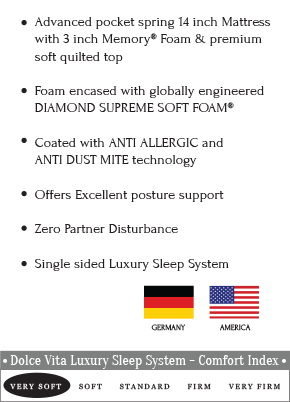 • Advanced pocket spring 14 inch Mattress
with 3 inch Memory® Foam & premium
soft quilted top
• Foam encased with globally engineered
DIAMOND SUPREME SOFT FOAM®
• Coated with ANTI ALLERGIC and
ANTI DUST MITE technology
• Offers Excellent posture support
• Zero Partner Disturbance
• Single sided Luxury Sleep System
GERMANY AMERICA
• Dolce Vita Luxury Sleep System – Comfort Index •
VERY SOFT SOFT STANDARD FIRM VERY FIRM